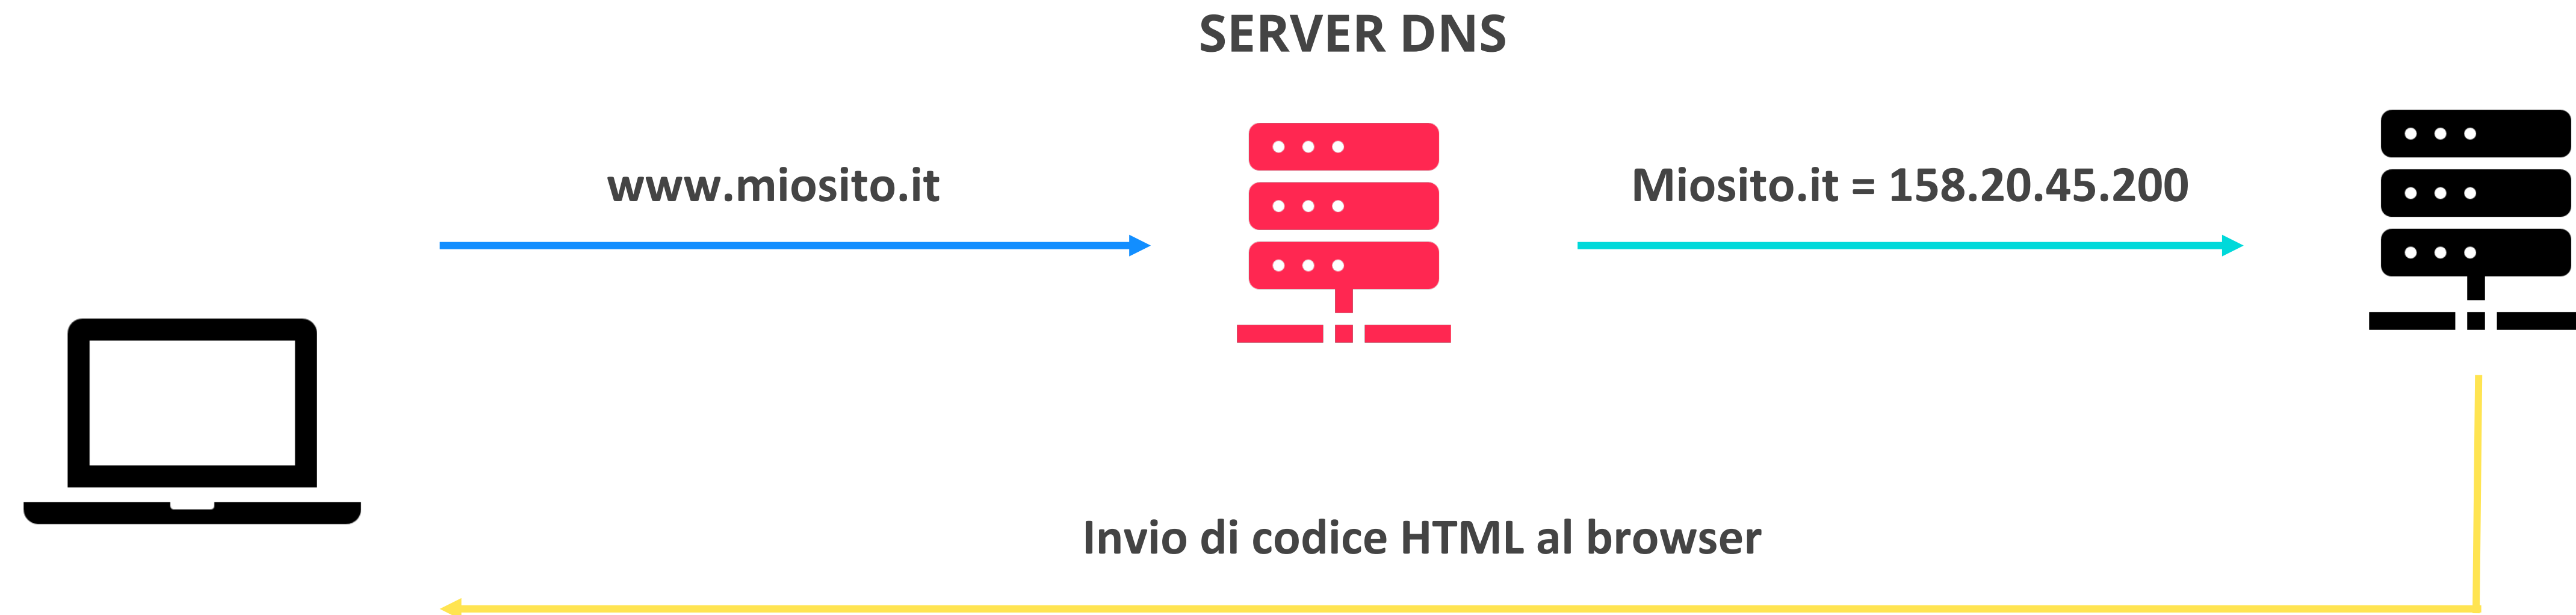 SERVER DNS
www.miosito.it
Miosito.it = 158.20.45.200
Invio di codice HTML al browser